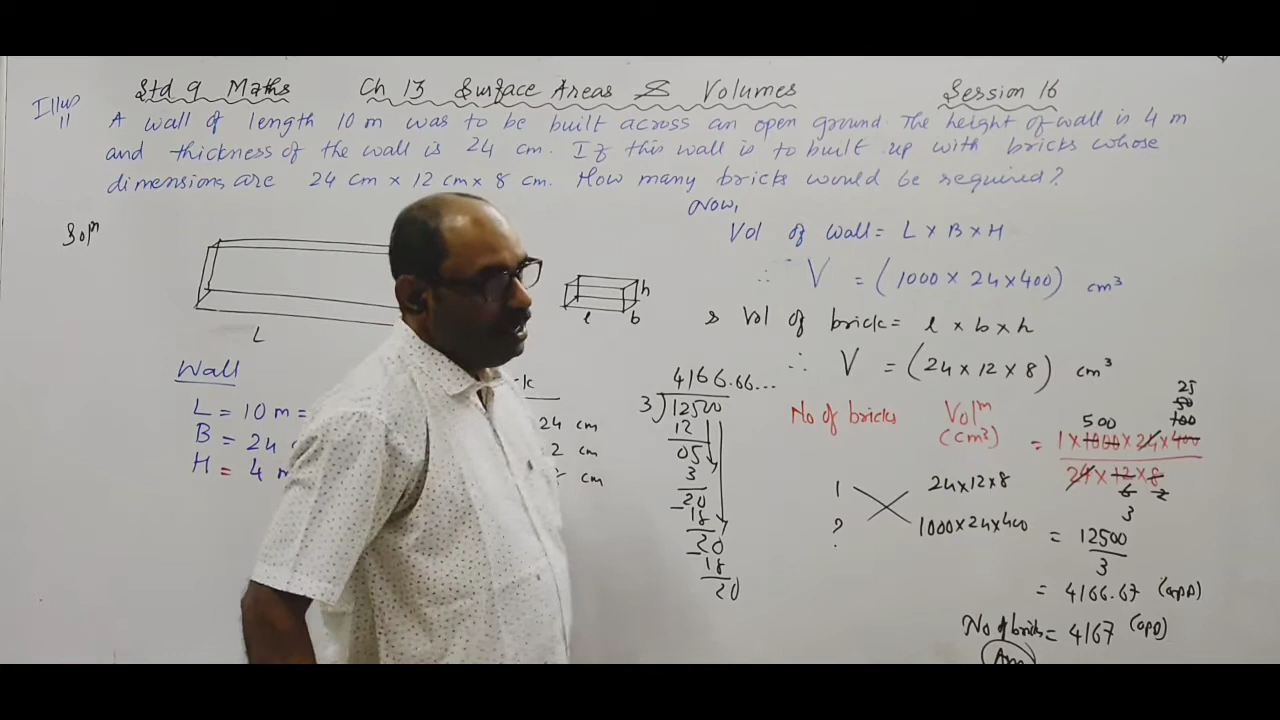 Std 9 Maths Ch 13 Surface Areas & Volumes Session 16
Illus 11
A wall of length 10 m was to be built across an open ground. The height of wall is 4 m
and thickness of the wall is 24 cm. If this wall is to built up with bricks whose
dimensions are 24 cm x 12 cm x 8 cm. How many bricks would be required?
Solⁿ
L
l b h
Wall
L = 10 m =
B = 24
H = 4 m
24 cm
2 cm
cm
4166.66...
3) 12500
12
05
3
20
18
20
18
20
Now,
Vol of wall = L x B x H
∴ V = (1000 x 24 x 400) cm³
& Vol of brick = l x b x h
∴ V = (24 x 12 x 8) cm³
No of bricks Volᵐ (cm³)
1 24x12x8
? 1000x24x400
25
50
500 100
= 1 x 1000 x 24 x 400
24 x 12 x 8
6 2
3
= 12500
3
= 4166.67 (app)
No of bricks = 4167 (app)
Ans